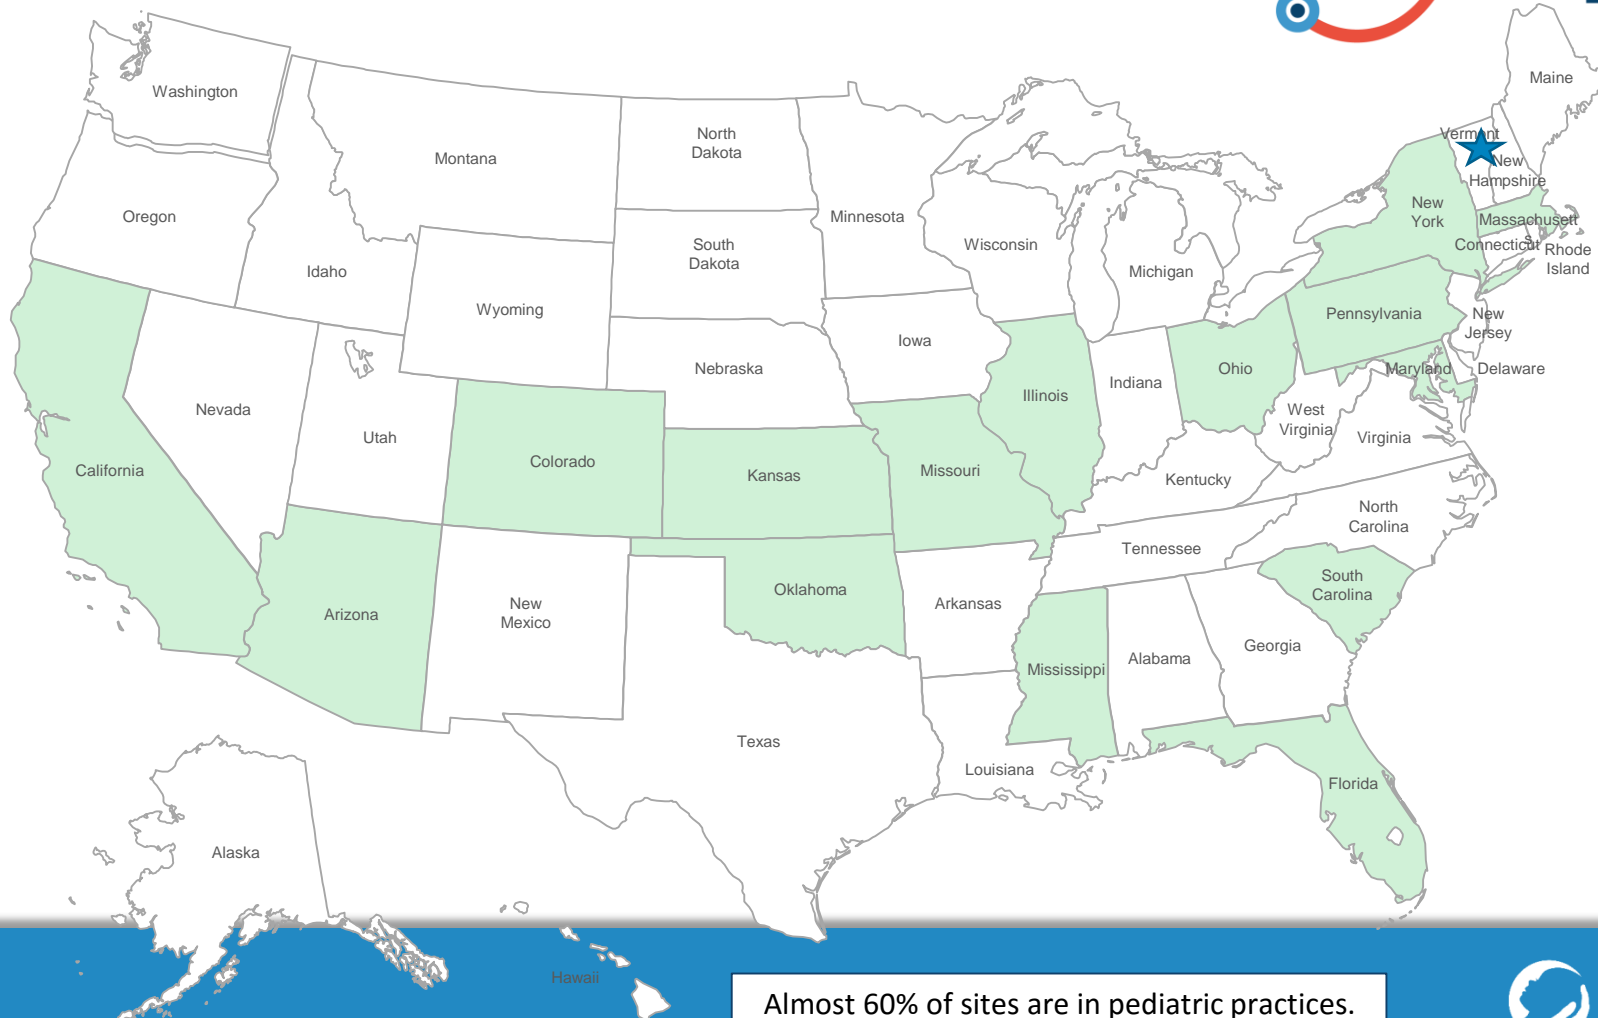 Washington
Maine
North
Dakota
Montana
Vermont
New
Hampshire
Oregon
Minnesota
New
York
Massachusett
s
South
Dakota
Wisconsin
Connecticut
Rhode
Island
Idaho
Michigan
Wyoming
Pennsylvania
New
Jersey
Iowa
Nebraska
Ohio
Maryland
Delaware
Indiana
Illinois
Nevada
West
Virginia
Utah
Virginia
Colorado
California
Kansas
Missouri
Kentucky
North
Carolina
Tennessee
South
Carolina
Oklahoma
Arkansas
Arizona
New
Mexico
Georgia
Alabama
Mississippi
Texas
Louisiana
Florida
Alaska
Hawaii
Almost 60% of sites are in pediatric practices.